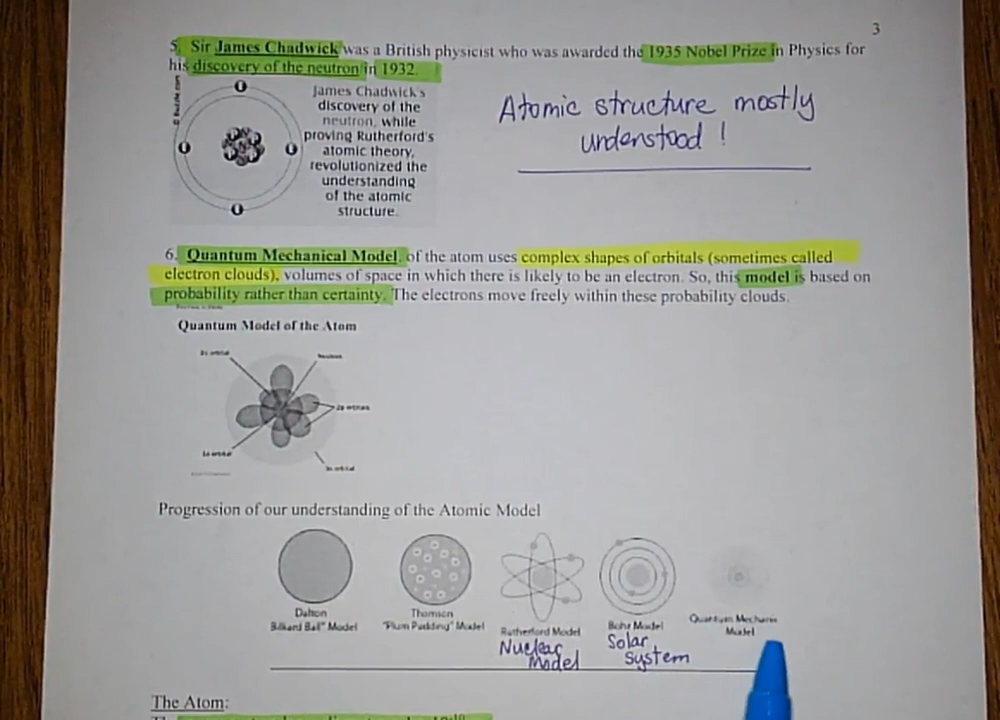 3
5. Sir James Chadwick was a British physicist who was awarded the 1935 Nobel Prize in Physics for
his discovery of the neutron in 1932.
James Chadwick's
discovery of the
neutron, while
proving Rutherford's
atomic theory,
revolutionized the
understanding
of the atomic
structure.
Atomic structure mostly
understood!
6. Quantum Mechanical Model, of the atom uses complex shapes of orbitals (sometimes called
electron clouds), volumes of space in which there is likely to be an electron. So, this model is based on
probability rather than certainty. The electrons move freely within these probability clouds.
Quantum Model of the Atom
Nucleus
2p orbitals
Progression of our understanding of the Atomic Model
Dalton
Billiard Ball" Model
Thomson
"Plum Pudding" Model
Rutherford Model
Nuclear
Model
Bohr Model
Solar
System
Quantum Mechanic
Model
The Atom: